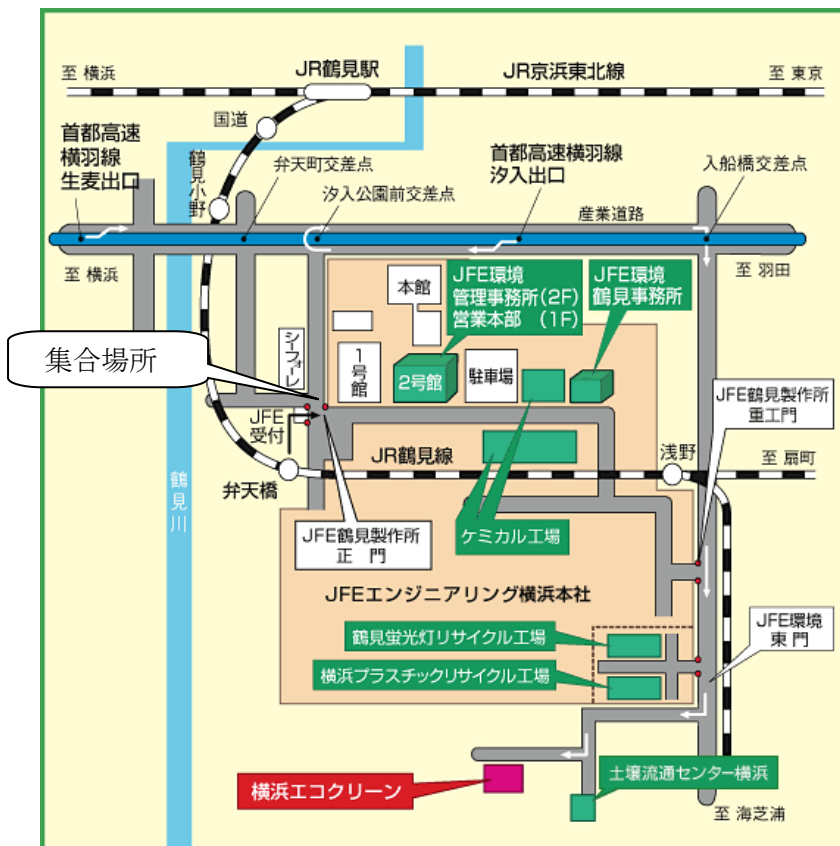 至 横浜
JR鶴見駅
JR京浜東北線
至 東京
国道
首都高速
横羽線
生麦出口
鶴見小野
弁天町交差点
汐入公園前交差点
首都高速横羽線
汐入出口
入船橋交差点
産業道路
至 横浜
至 羽田
本館
JFE環境
管理事務所(2F)
営業本部 (1F)
JFE環境
鶴見事務所
集合場所
シーフォーレ
1号館
2号館
駐車場
JFE鶴見製作所
重工門
JFE
受付
JR鶴見線
浅野
至 扇町
弁天橋
鶴見川
JFE鶴見製作所
正 門
ケミカル工場
JFEエンジニアリング横浜本社
鶴見蛍光灯リサイクル工場
JFE環境
東 門
横浜プラスチックリサイクル工場
横浜エコクリーン
土壌流通センター横浜
至 海芝浦